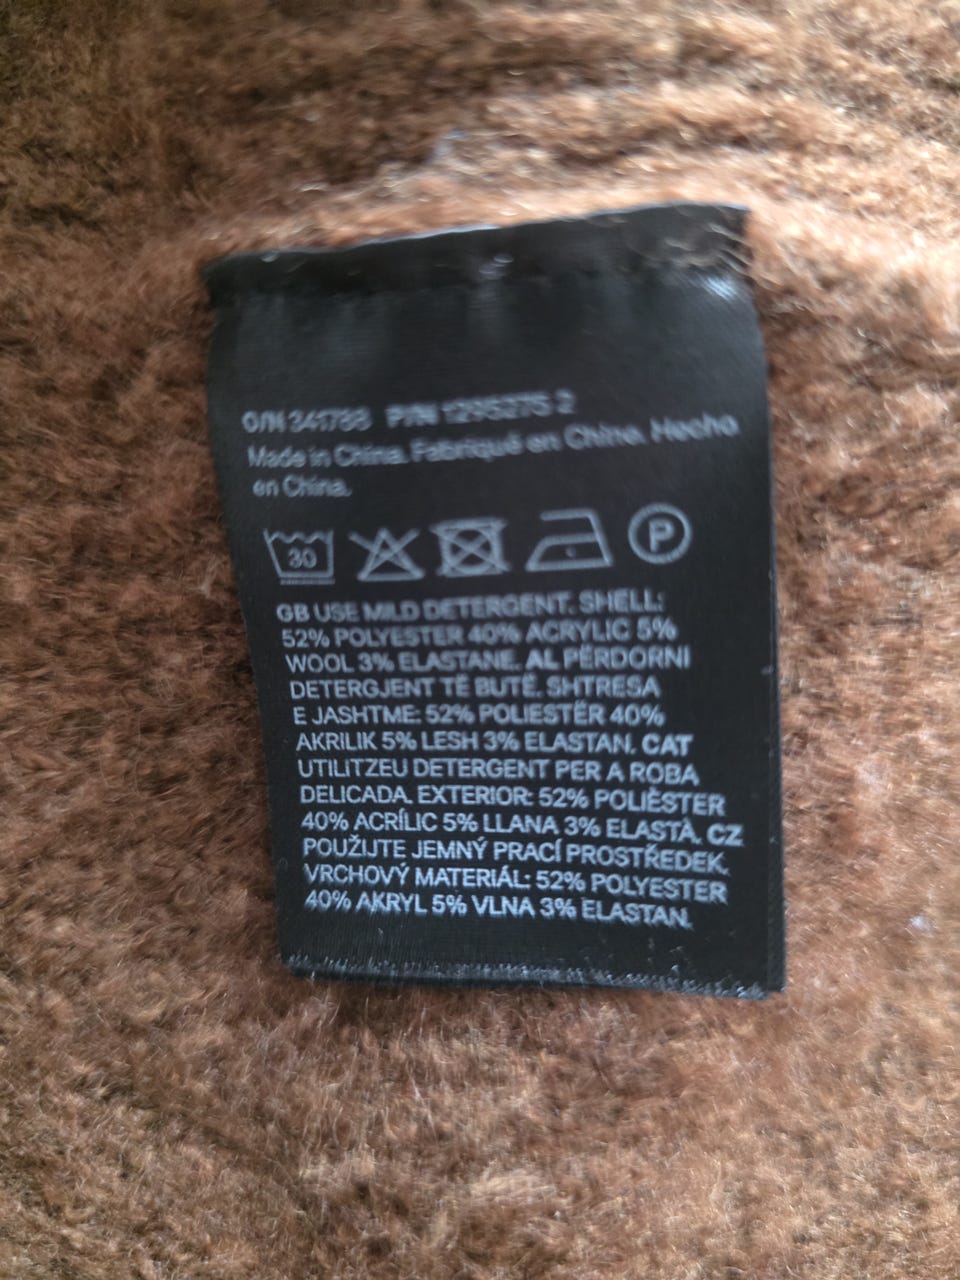 O/N 341788 P/N 1295275 2
Made in China. Fabriqué en Chine. Hecho
en China.
30
P
GB USE MILD DETERGENT. SHELL:
52% POLYESTER 40% ACRYLIC 5%
WOOL 3% ELASTANE. AL PËRDORNI
DETERGJENT TË BUTË. SHTRESA
E JASHTME: 52% POLIESTËR 40%
AKRILIK 5% LESH 3% ELASTAN. CAT
UTILITZEU DETERGENT PER A ROBA
DELICADA. EXTERIOR: 52% POLIÈSTER
40% ACRÍLIC 5% LLANA 3% ELASTÀ. CZ
POUŽIJTE JEMNÝ PRACÍ PROSTŘEDEK.
VRCHOVÝ MATERIÁL: 52% POLYESTER
40% AKRYL 5% VLNA 3% ELASTAN.